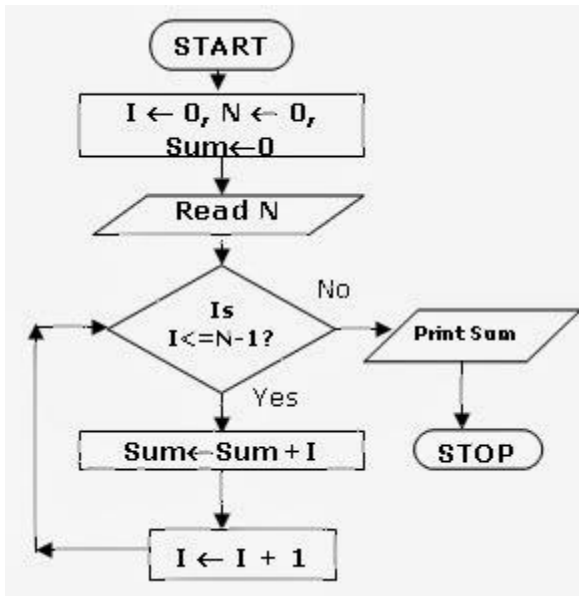 START
I ← 0, N ← 0,
Sum←0
Read N
Is
I<=N-1?
No
Print Sum
Yes
Sum←Sum + I
STOP
I ← I + 1